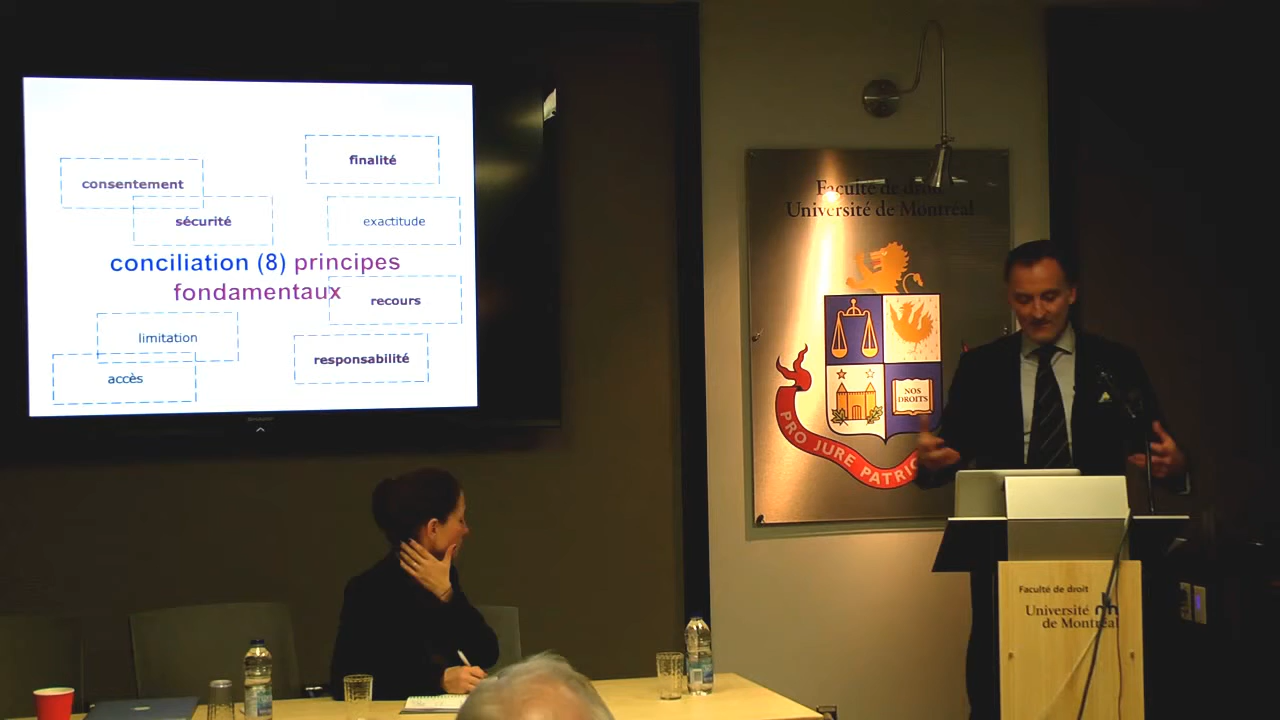 finalité
consentement
sécurité
exactitude
conciliation (8) principes
fondamentaux
recours
limitation
responsabilité
accès
Faculté de droit
Université de Montréal
NOS
DROITS
PRO JURE PATRI
Faculté de droit
Université
de Montréal